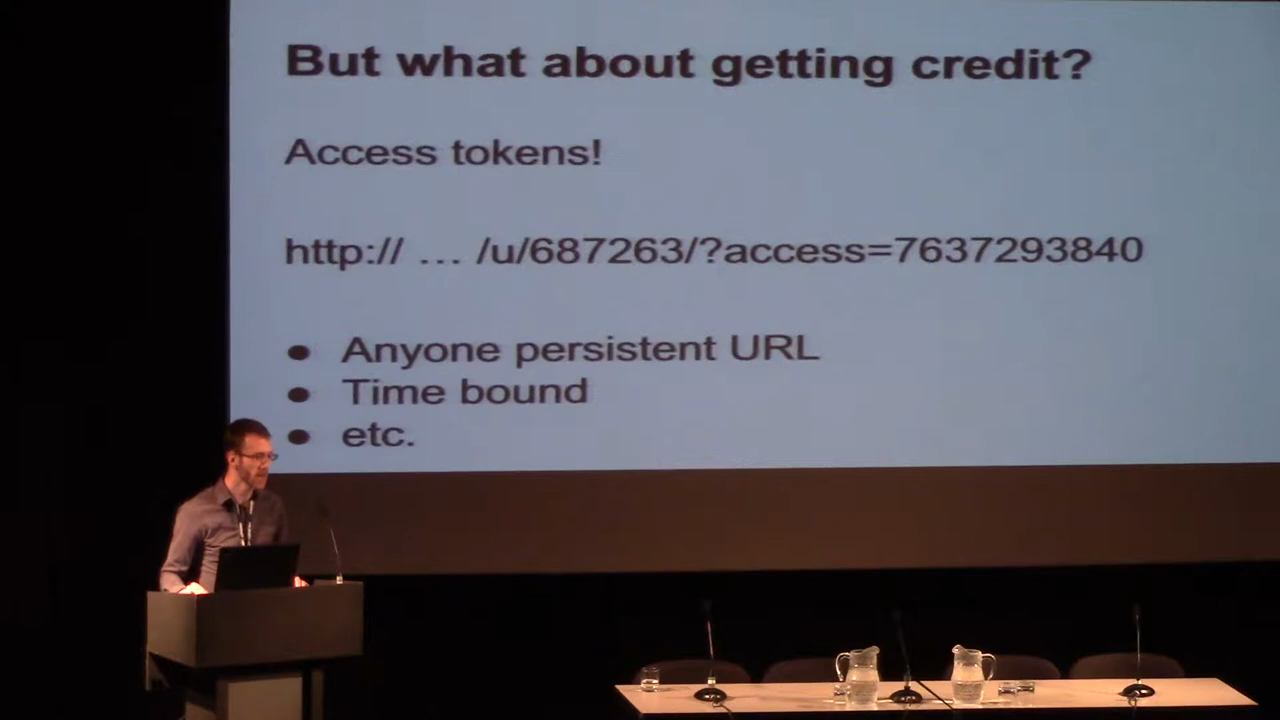 But what about getting credit?
Access tokens!
http:// … /u/687263/?access=7637293840
● Anyone persistent URL
● Time bound
● etc.